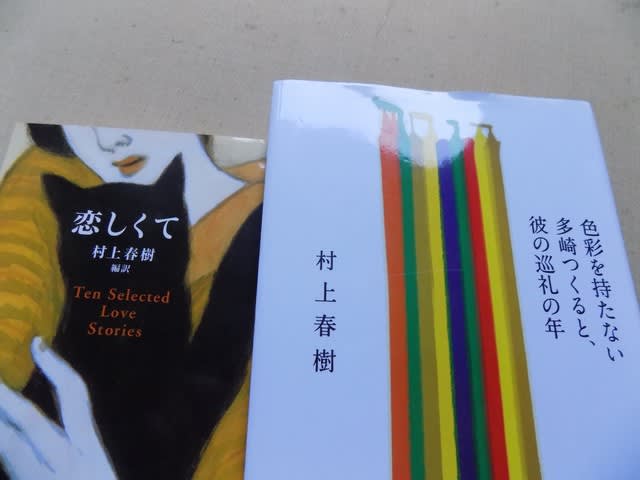 恋しくて
村上春樹
編訳
Ten Selected
Love
Stories
色彩を持たない
多崎つくると、
彼の巡礼の年
村上春樹